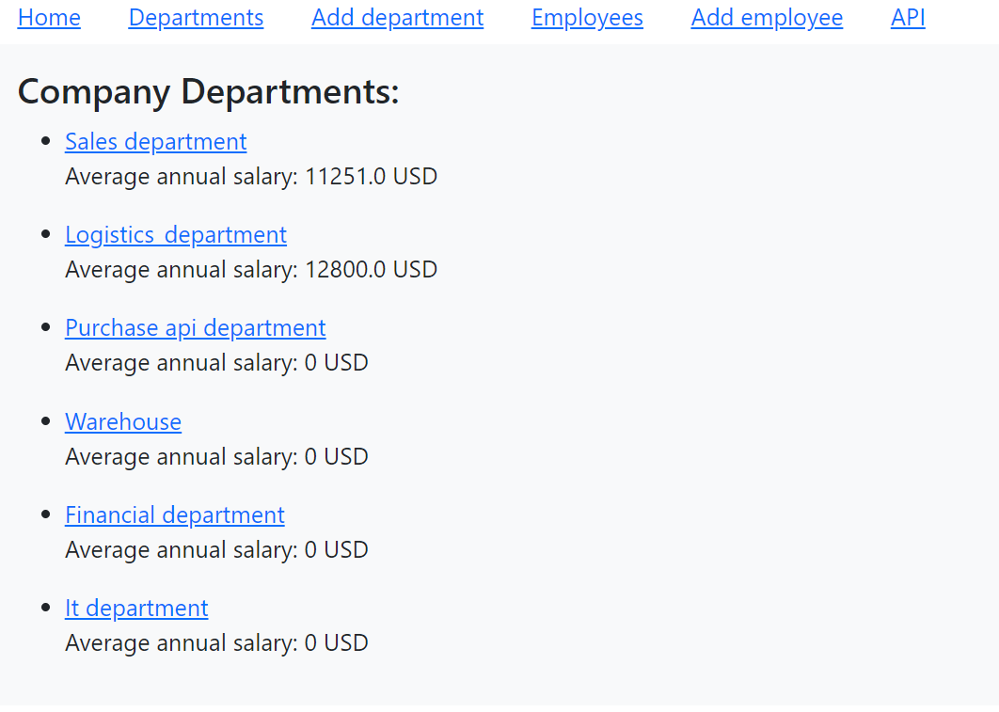 Home Departments Add department Employees Add employee API
Company Departments:
Sales department
Average annual salary: 11251.0 USD
Logistics department
Average annual salary: 12800.0 USD
Purchase api department
Average annual salary: 0 USD
Warehouse
Average annual salary: 0 USD
Financial department
Average annual salary: 0 USD
It department
Average annual salary: 0 USD